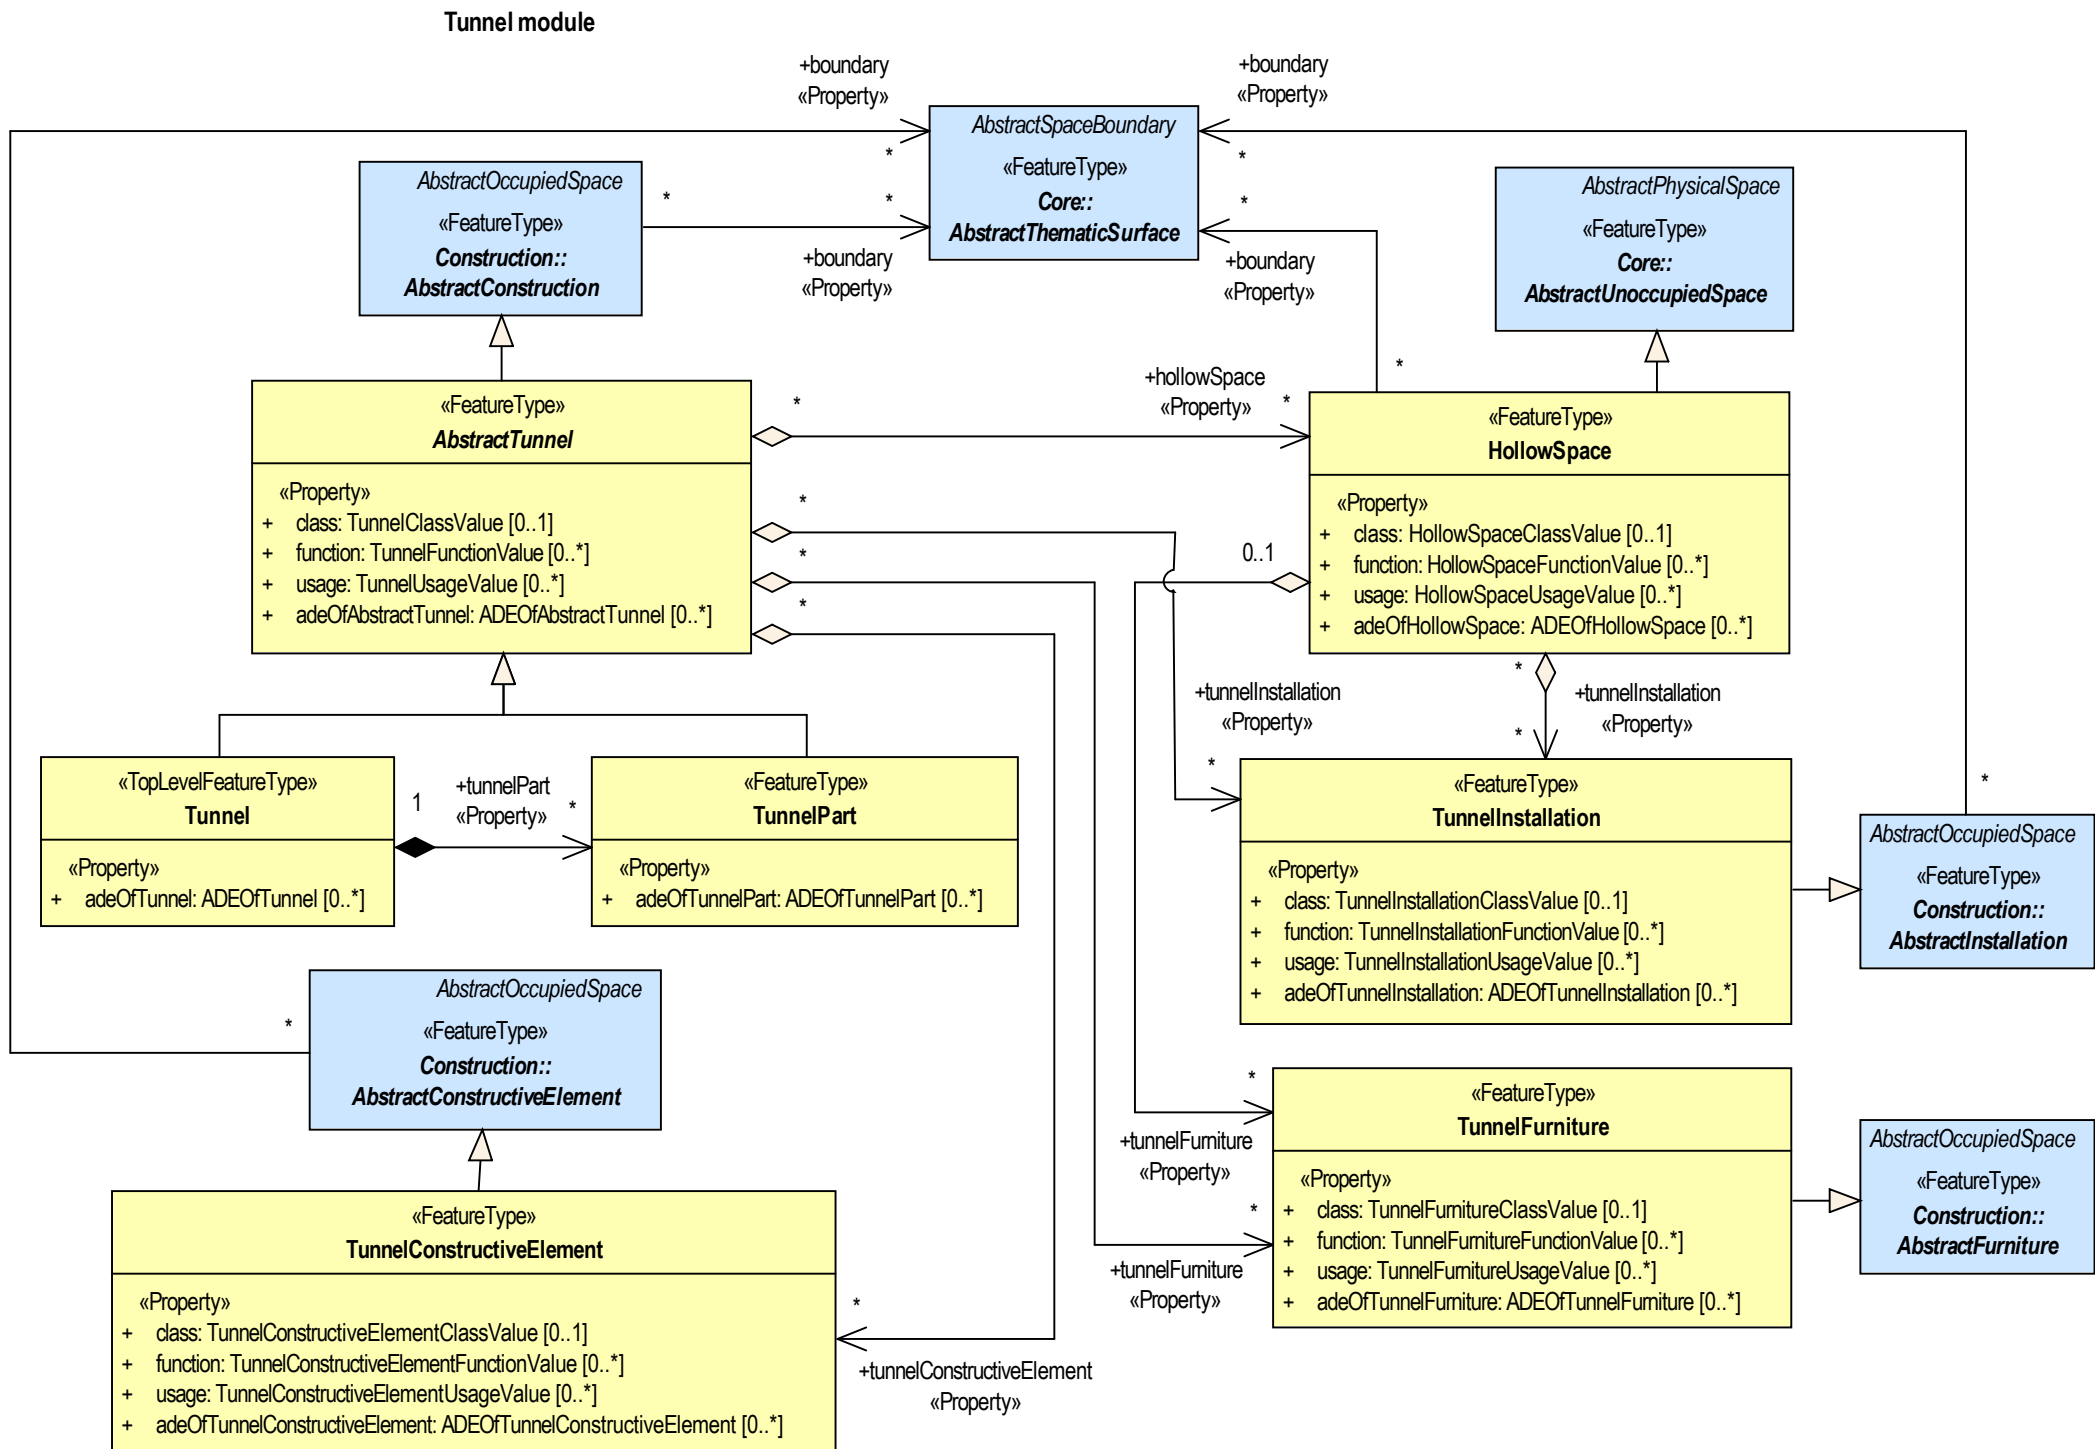 Tunnel module
+boundary
«Property»
*
+boundary
«Property»
*
AbstractSpaceBoundary
«FeatureType»
Core::
AbstractThematicSurface
AbstractOccupiedSpace
«FeatureType»
Construction::
AbstractConstruction
*
*
+boundary
«Property»
*
+boundary
«Property»
*
AbstractPhysicalSpace
«FeatureType»
Core::
AbstractUnoccupiedSpace
«FeatureType»
AbstractTunnel
«Property»
+ class: TunnelClassValue [0..1]
+ function: TunnelFunctionValue [0..*]
+ usage: TunnelUsageValue [0..*]
+ adeOfAbstractTunnel: ADEOfAbstractTunnel [0..*]
*
+hollowSpace
«Property»
*
*
*
*
«FeatureType»
HollowSpace
«Property»
+ class: HollowSpaceClassValue [0..1]
+ function: HollowSpaceFunctionValue [0..*]
+ usage: HollowSpaceUsageValue [0..*]
+ adeOfHollowSpace: ADEOfHollowSpace [0..*]
0..1
*
+tunnelInstallation
«Property»
*
+tunnelInstallation
«Property»
*
«TopLevelFeatureType»
Tunnel
«Property»
+ adeOfTunnel: ADEOfTunnel [0..*]
1
+tunnelPart
«Property»
*
«FeatureType»
TunnelPart
«Property»
+ adeOfTunnelPart: ADEOfTunnelPart [0..*]
«FeatureType»
TunnelInstallation
«Property»
+ class: TunnelInstallationClassValue [0..1]
+ function: TunnelInstallationFunctionValue [0..*]
+ usage: TunnelInstallationUsageValue [0..*]
+ adeOfTunnelInstallation: ADEOfTunnelInstallation [0..*]
*
AbstractOccupiedSpace
«FeatureType»
Construction::
AbstractInstallation
*
AbstractOccupiedSpace
«FeatureType»
Construction::
AbstractConstructiveElement
*
+tunnelFurniture
«Property»
*
+tunnelFurniture
«Property»
«FeatureType»
TunnelFurniture
«Property»
+ class: TunnelFurnitureClassValue [0..1]
+ function: TunnelFurnitureFunctionValue [0..*]
+ usage: TunnelFurnitureUsageValue [0..*]
+ adeOfTunnelFurniture: ADEOfTunnelFurniture [0..*]
AbstractOccupiedSpace
«FeatureType»
Construction::
AbstractFurniture
«FeatureType»
TunnelConstructiveElement
«Property»
+ class: TunnelConstructiveElementClassValue [0..1]
+ function: TunnelConstructiveElementFunctionValue [0..*]
+ usage: TunnelConstructiveElementUsageValue [0..*]
+ adeOfTunnelConstructiveElement: ADEOfTunnelConstructiveElement [0..*]
*
+tunnelConstructiveElement
«Property»